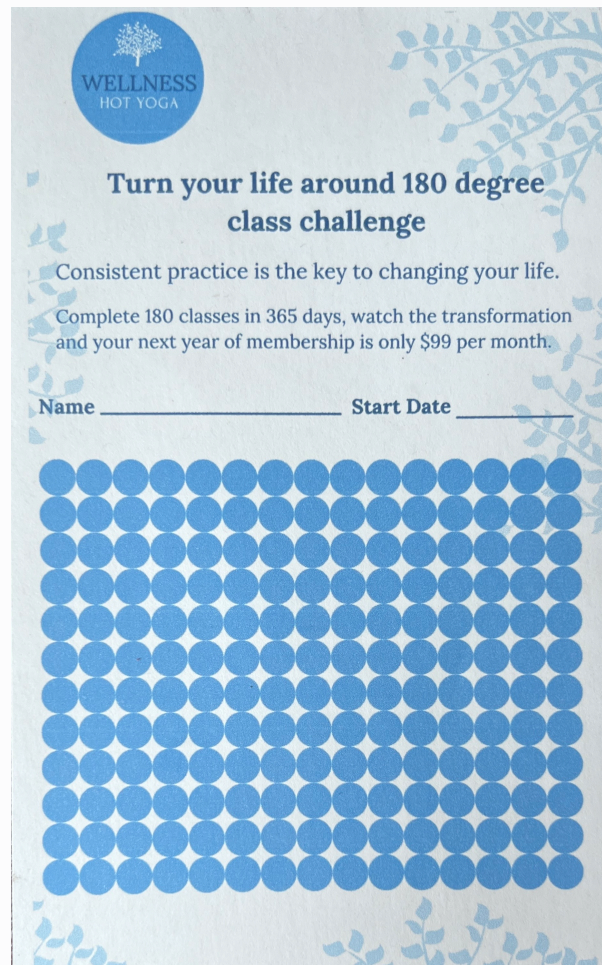 WELLNESS
HOT YOGA
Turn your life around 180 degree
class challenge
Consistent practice is the key to changing your life.
Complete 180 classes in 365 days, watch the transformation
and your next year of membership is only $99 per month.
Name Start Date